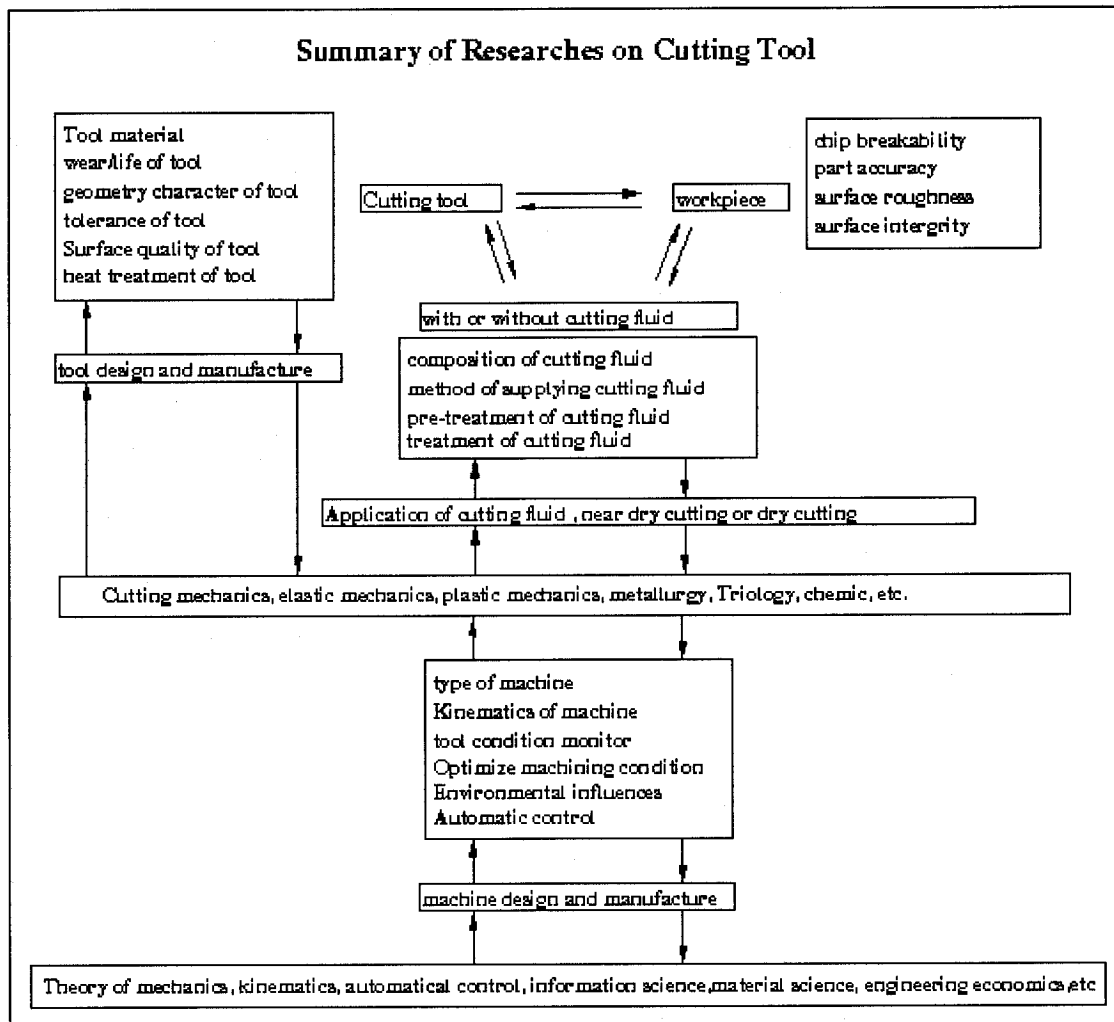 Summary of Researches on Cutting Tool
Tool material
wear/life of tool
geometry character of tool
tolerance of tool
Surface quality of tool
heat treatment of tool
Cutting tool
workpiece
chip breakability
part accuracy
surface roughness
surface intergrity
with or without cutting fluid
tool design and manufacture
composition of cutting fluid
method of supplying cutting fluid
pre-treatment of cutting fluid
treatment of cutting fluid
Application of cutting fluid , near dry cutting or dry cutting
Cutting mechanics, elastic mechanics, plastic mechanics, metallurgy, Triology, chemic, etc.
type of machine
Kinematics of machine
tool condition monitor
Optimize machining condition
Environmental influences
Automatic control
machine design and manufacture
Theory of mechanics, kinematics, automatical control, information science,material science, engineering economics,etc